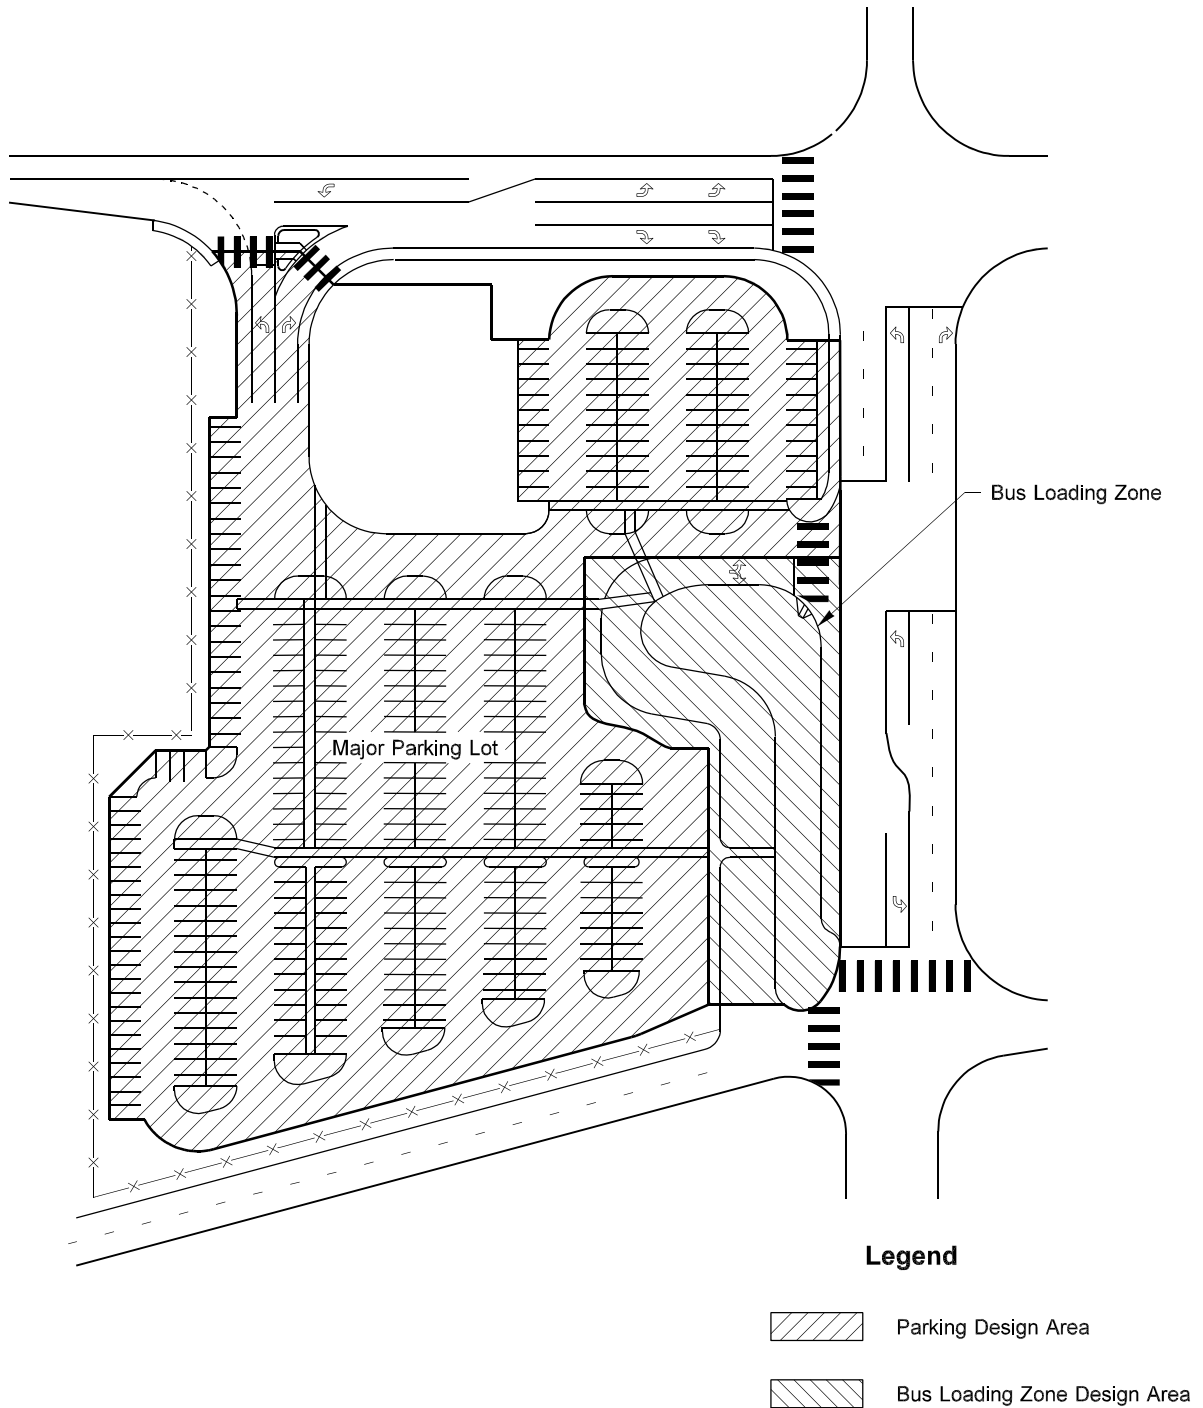 Bus Loading Zone
Major Parking Lot
Legend
Parking Design Area
Bus Loading Zone Design Area